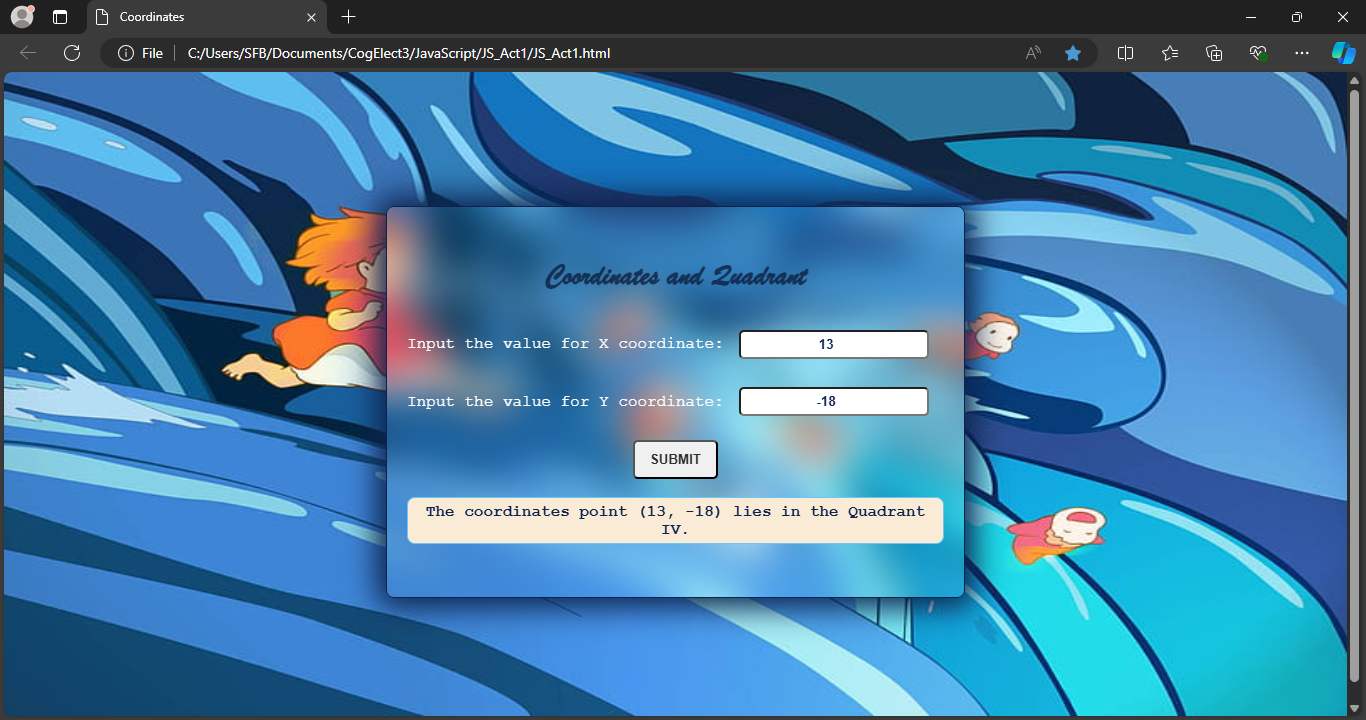 Coordinates
File
C:/Users/SFB/Documents/CogElect3/JavaScript/JS_Act1/JS_Act1.html
Coordinates and Quadrant
Input the value for X coordinate: 13
Input the value for Y coordinate: -18
SUBMIT
The coordinates point (13, -18) lies in the Quadrant
IV.